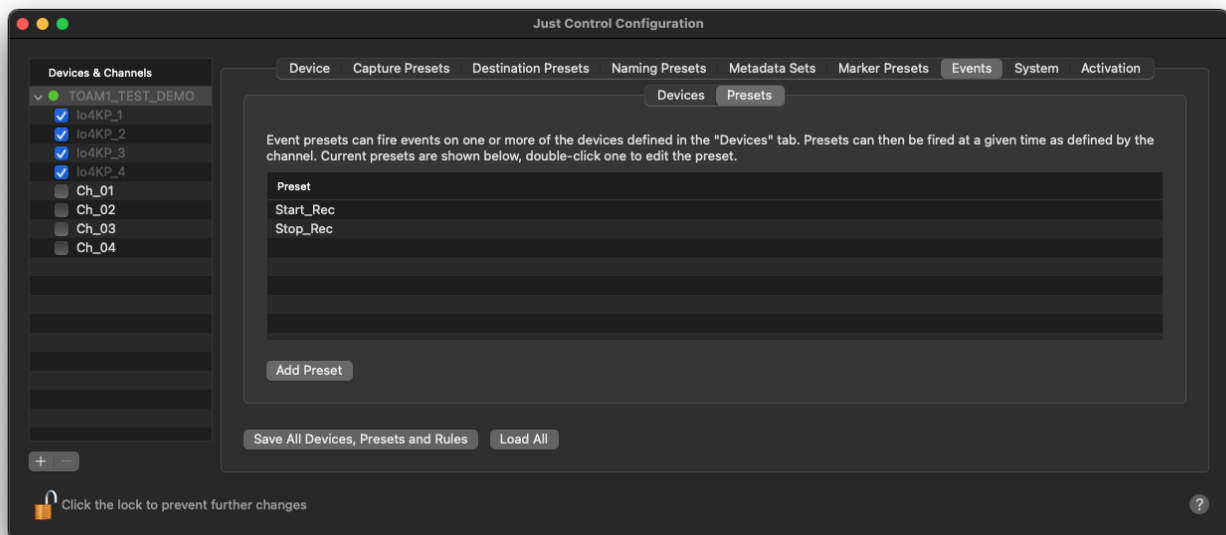 Just Control Configuration
Devices & Channels
TOAM1_TEST_DEMO
Io4KP_1
Io4KP_2
Io4KP_3
Io4KP_4
Ch_01
Ch_02
Ch_03
Ch_04
+ −
Device Capture Presets Destination Presets Naming Presets Metadata Sets Marker Presets Events System Activation
Devices Presets
Event presets can fire events on one or more of the devices defined in the "Devices" tab. Presets can then be fired at a given time as defined by the
channel. Current presets are shown below, double-click one to edit the preset.
Preset
Start_Rec
Stop_Rec
Add Preset
Save All Devices, Presets and Rules Load All
Click the lock to prevent further changes
?